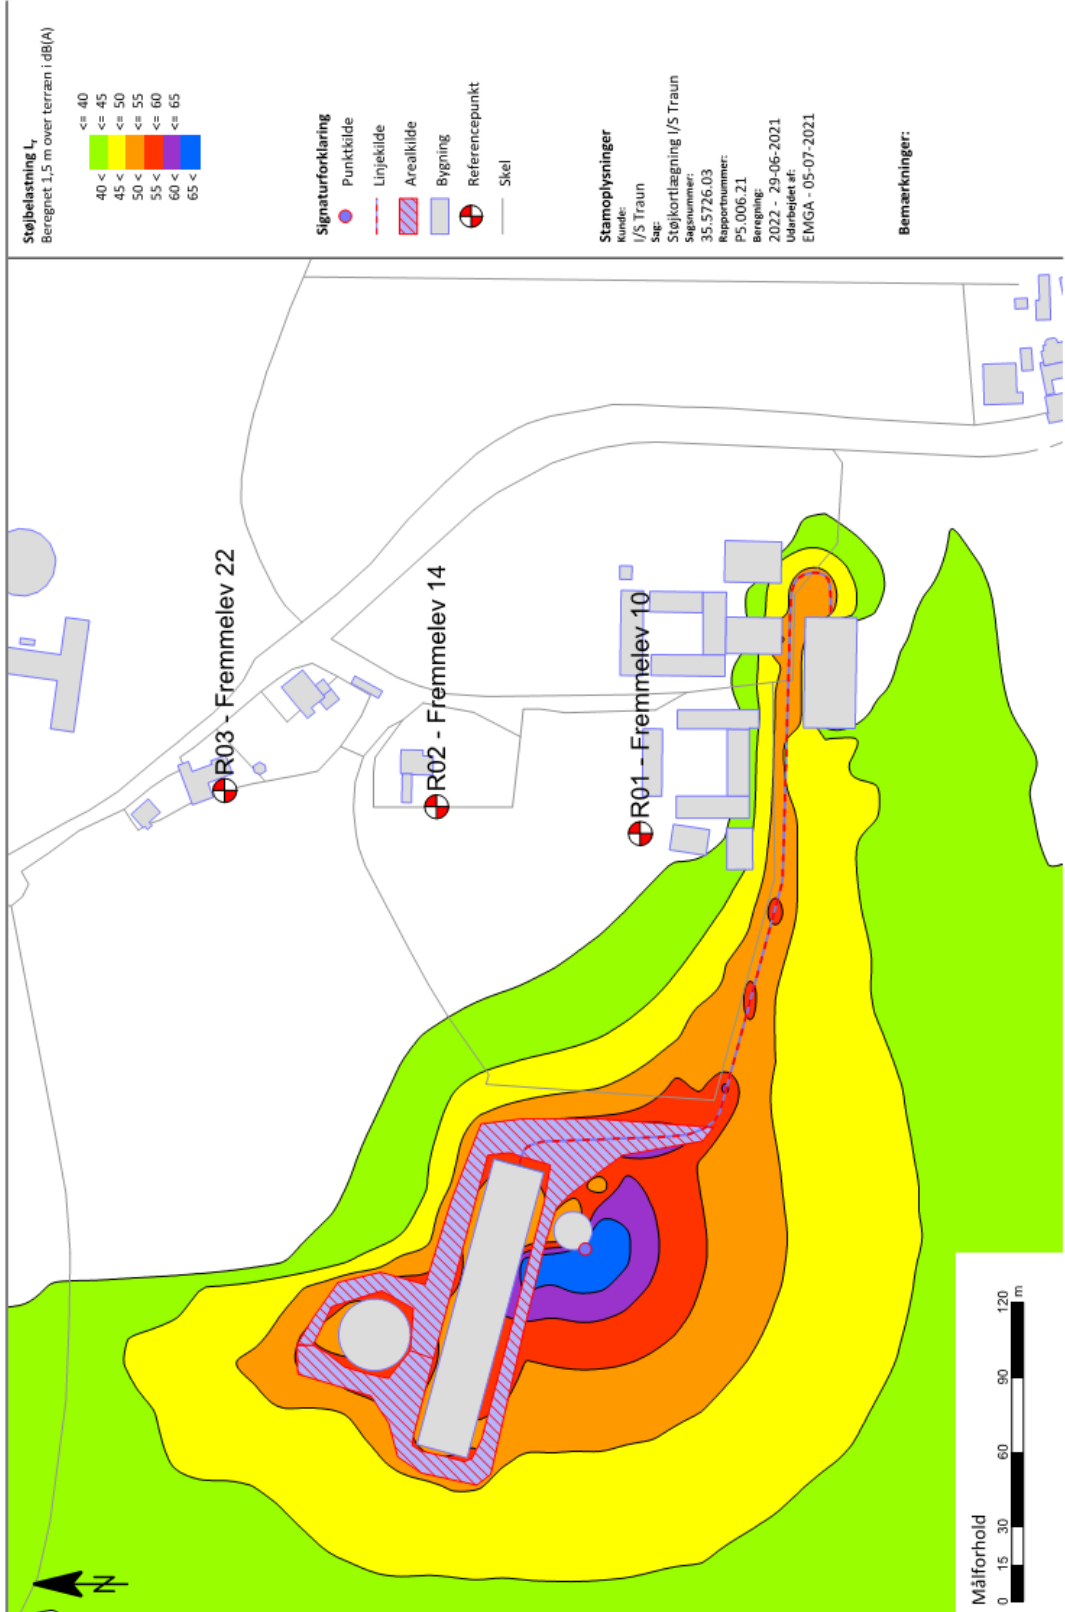 Støjbelastning Lr
Beregnet 1,5 m over terræn i dB(A)
<= 40
40 < <= 45
45 < <= 50
50 < <= 55
55 < <= 60
60 < <= 65
65 <
Signaturforklaring
Punktkilde
Linjekilde
Arealkilde
Bygning
Referencepunkt
Skel
Stamoplysninger
Kunde:
I/S Traun
Sag:
Støjkortlægning I/S Traun
Sagsnummer:
35.5726.03
Rapportnummer:
P5.006.21
Beregning:
2022 - 29-06-2021
Udarbejdet af:
EMGA - 05-07-2021
Bemærkninger:
R03 - Fremmelev 22
R02 - Fremmelev 14
R01 - Fremmelev 10
N
Målforhold
0 15 30 60 90 120
m